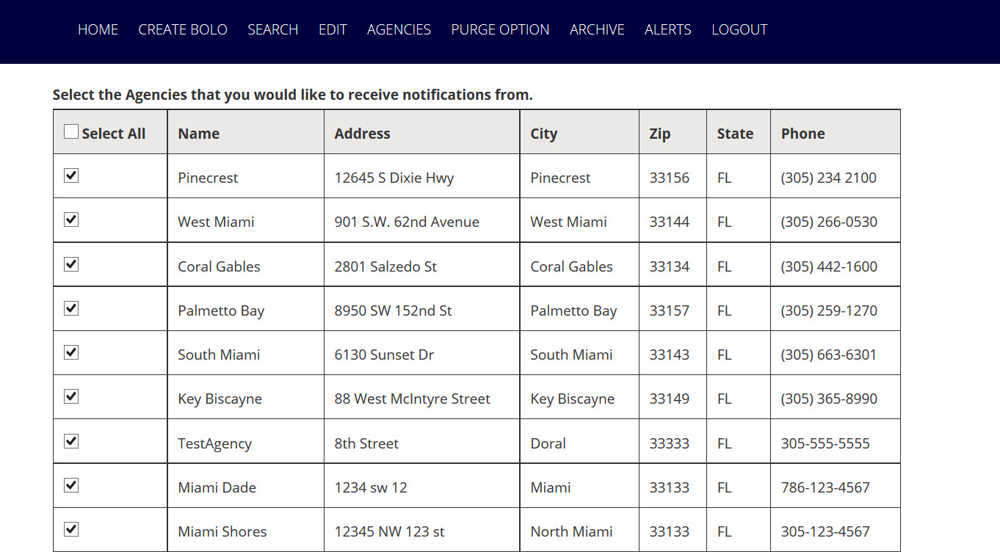 HOME CREATE BOLO SEARCH EDIT AGENCIES PURGE OPTION ARCHIVE ALERTS LOGOUT
Select the Agencies that you would like to receive notifications from.
Select All Name Address City Zip State Phone
Pinecrest 12645 S Dixie Hwy Pinecrest 33156 FL (305) 234 2100
West Miami 901 S.W. 62nd Avenue West Miami 33144 FL (305) 266-0530
Coral Gables 2801 Salzedo St Coral Gables 33134 FL (305) 442-1600
Palmetto Bay 8950 SW 152nd St Palmetto Bay 33157 FL (305) 259-1270
South Miami 6130 Sunset Dr South Miami 33143 FL (305) 663-6301
Key Biscayne 88 West McIntyre Street Key Biscayne 33149 FL (305) 365-8990
TestAgency 8th Street Doral 33333 FL 305-555-5555
Miami Dade 1234 sw 12 Miami 33133 FL 786-123-4567
Miami Shores 12345 NW 123 st North Miami 33133 FL 305-123-4567